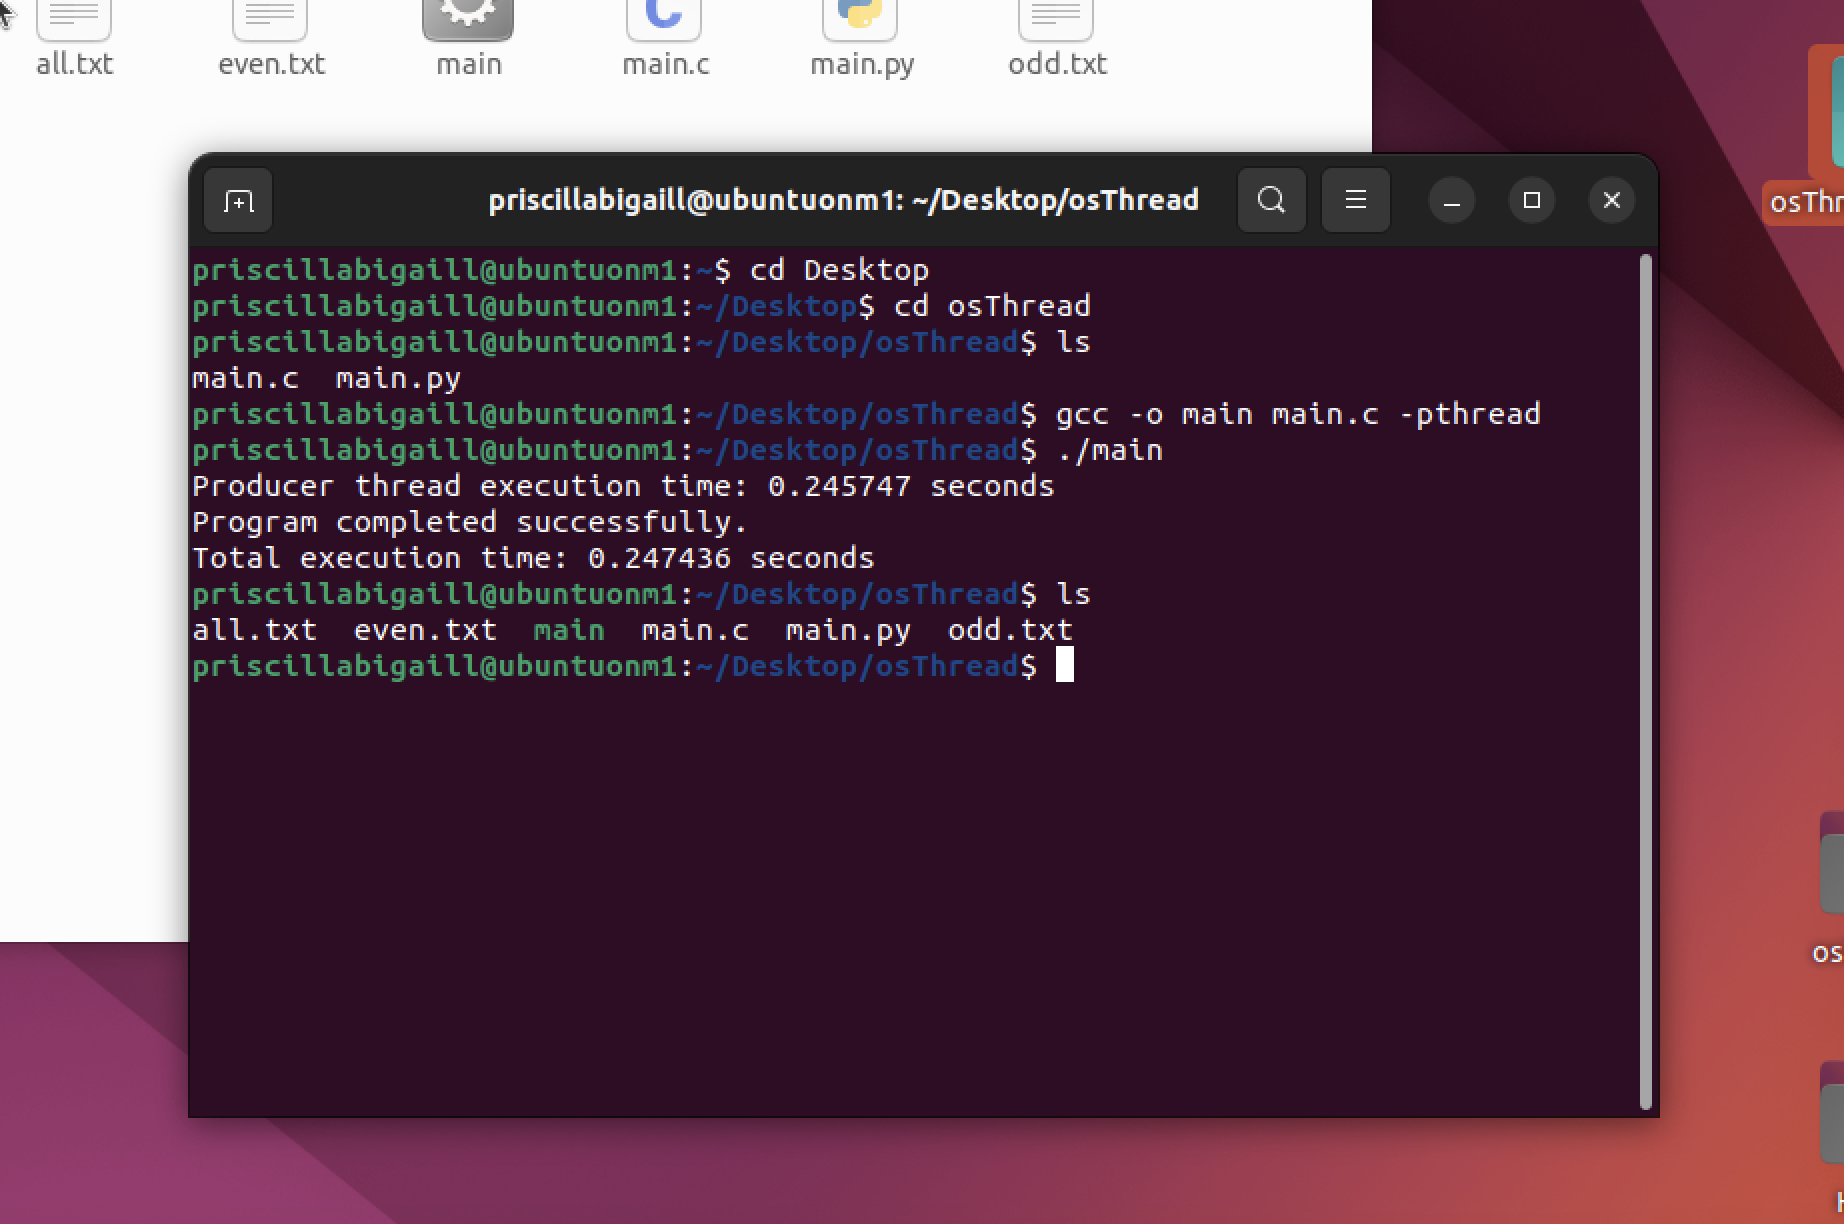 all.txt even.txt main main.c main.py odd.txt
priscillabigaill@ubuntuonm1: ~/Desktop/osThread
priscillabigaill@ubuntuonm1:~$ cd Desktop
priscillabigaill@ubuntuonm1:~/Desktop$ cd osThread
priscillabigaill@ubuntuonm1:~/Desktop/osThread$ ls
main.c  main.py
priscillabigaill@ubuntuonm1:~/Desktop/osThread$ gcc -o main main.c -pthread
priscillabigaill@ubuntuonm1:~/Desktop/osThread$ ./main
Producer thread execution time: 0.245747 seconds
Program completed successfully.
Total execution time: 0.247436 seconds
priscillabigaill@ubuntuonm1:~/Desktop/osThread$ ls
all.txt  even.txt  main  main.c  main.py  odd.txt
priscillabigaill@ubuntuonm1:~/Desktop/osThread$